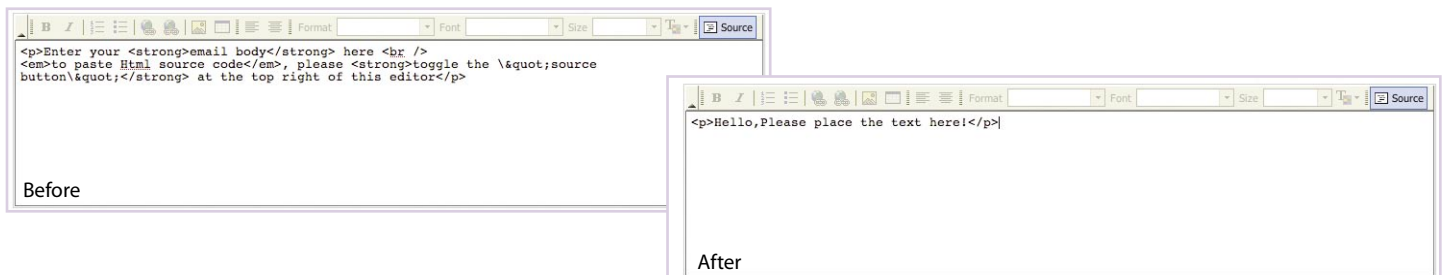 B I Format Font Size T Source
<p>Enter your <strong>email body</strong> here <br />
<em>to paste Html source code</em>, please <strong>toggle the \&quot;source
button\&quot;</strong> at the top right of this editor</p>
Before
B I Format Font Size T Source
<p>Hello,Please place the text here!</p>
After